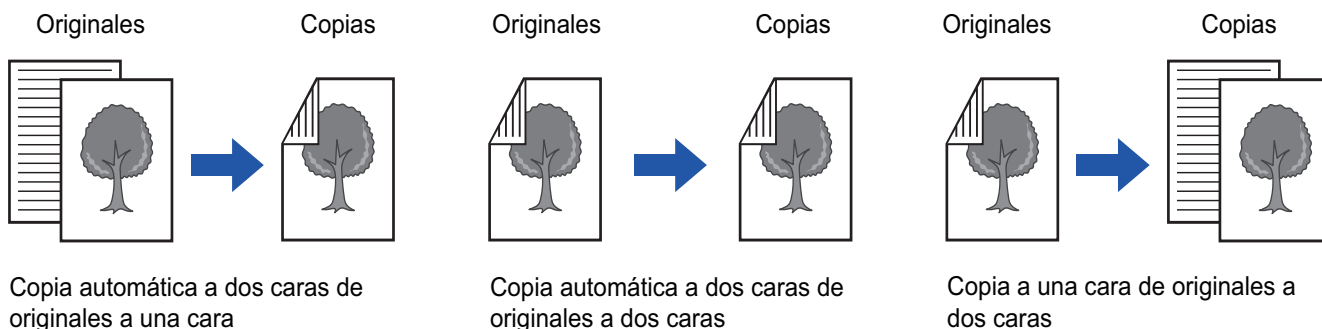 Originales
Copias
Originales
Copias
Originales
Copias
Copia automática a dos caras de
originales a una cara
Copia automática a dos caras de
originales a dos caras
Copia a una cara de originales a
dos caras